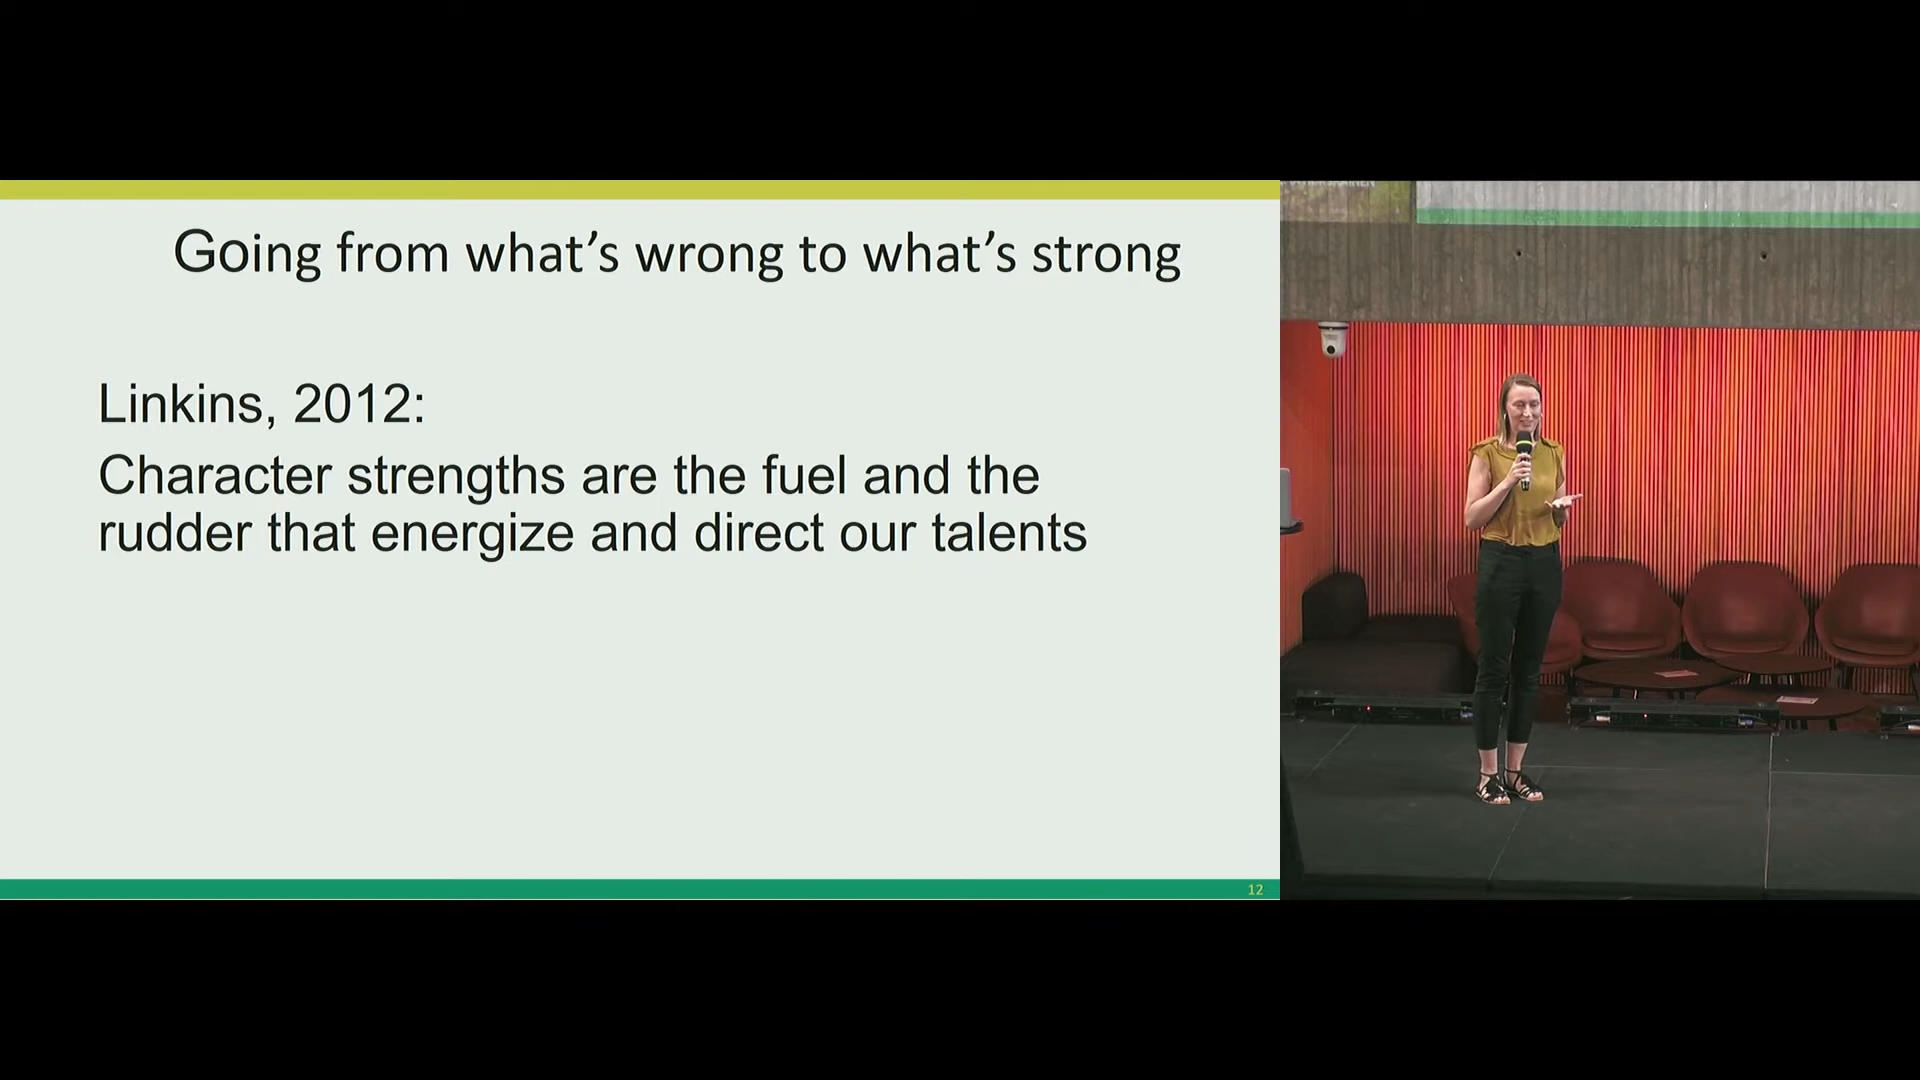 Going from what’s wrong to what’s strong
Linkins, 2012:
Character strengths are the fuel and the
rudder that energize and direct our talents
12